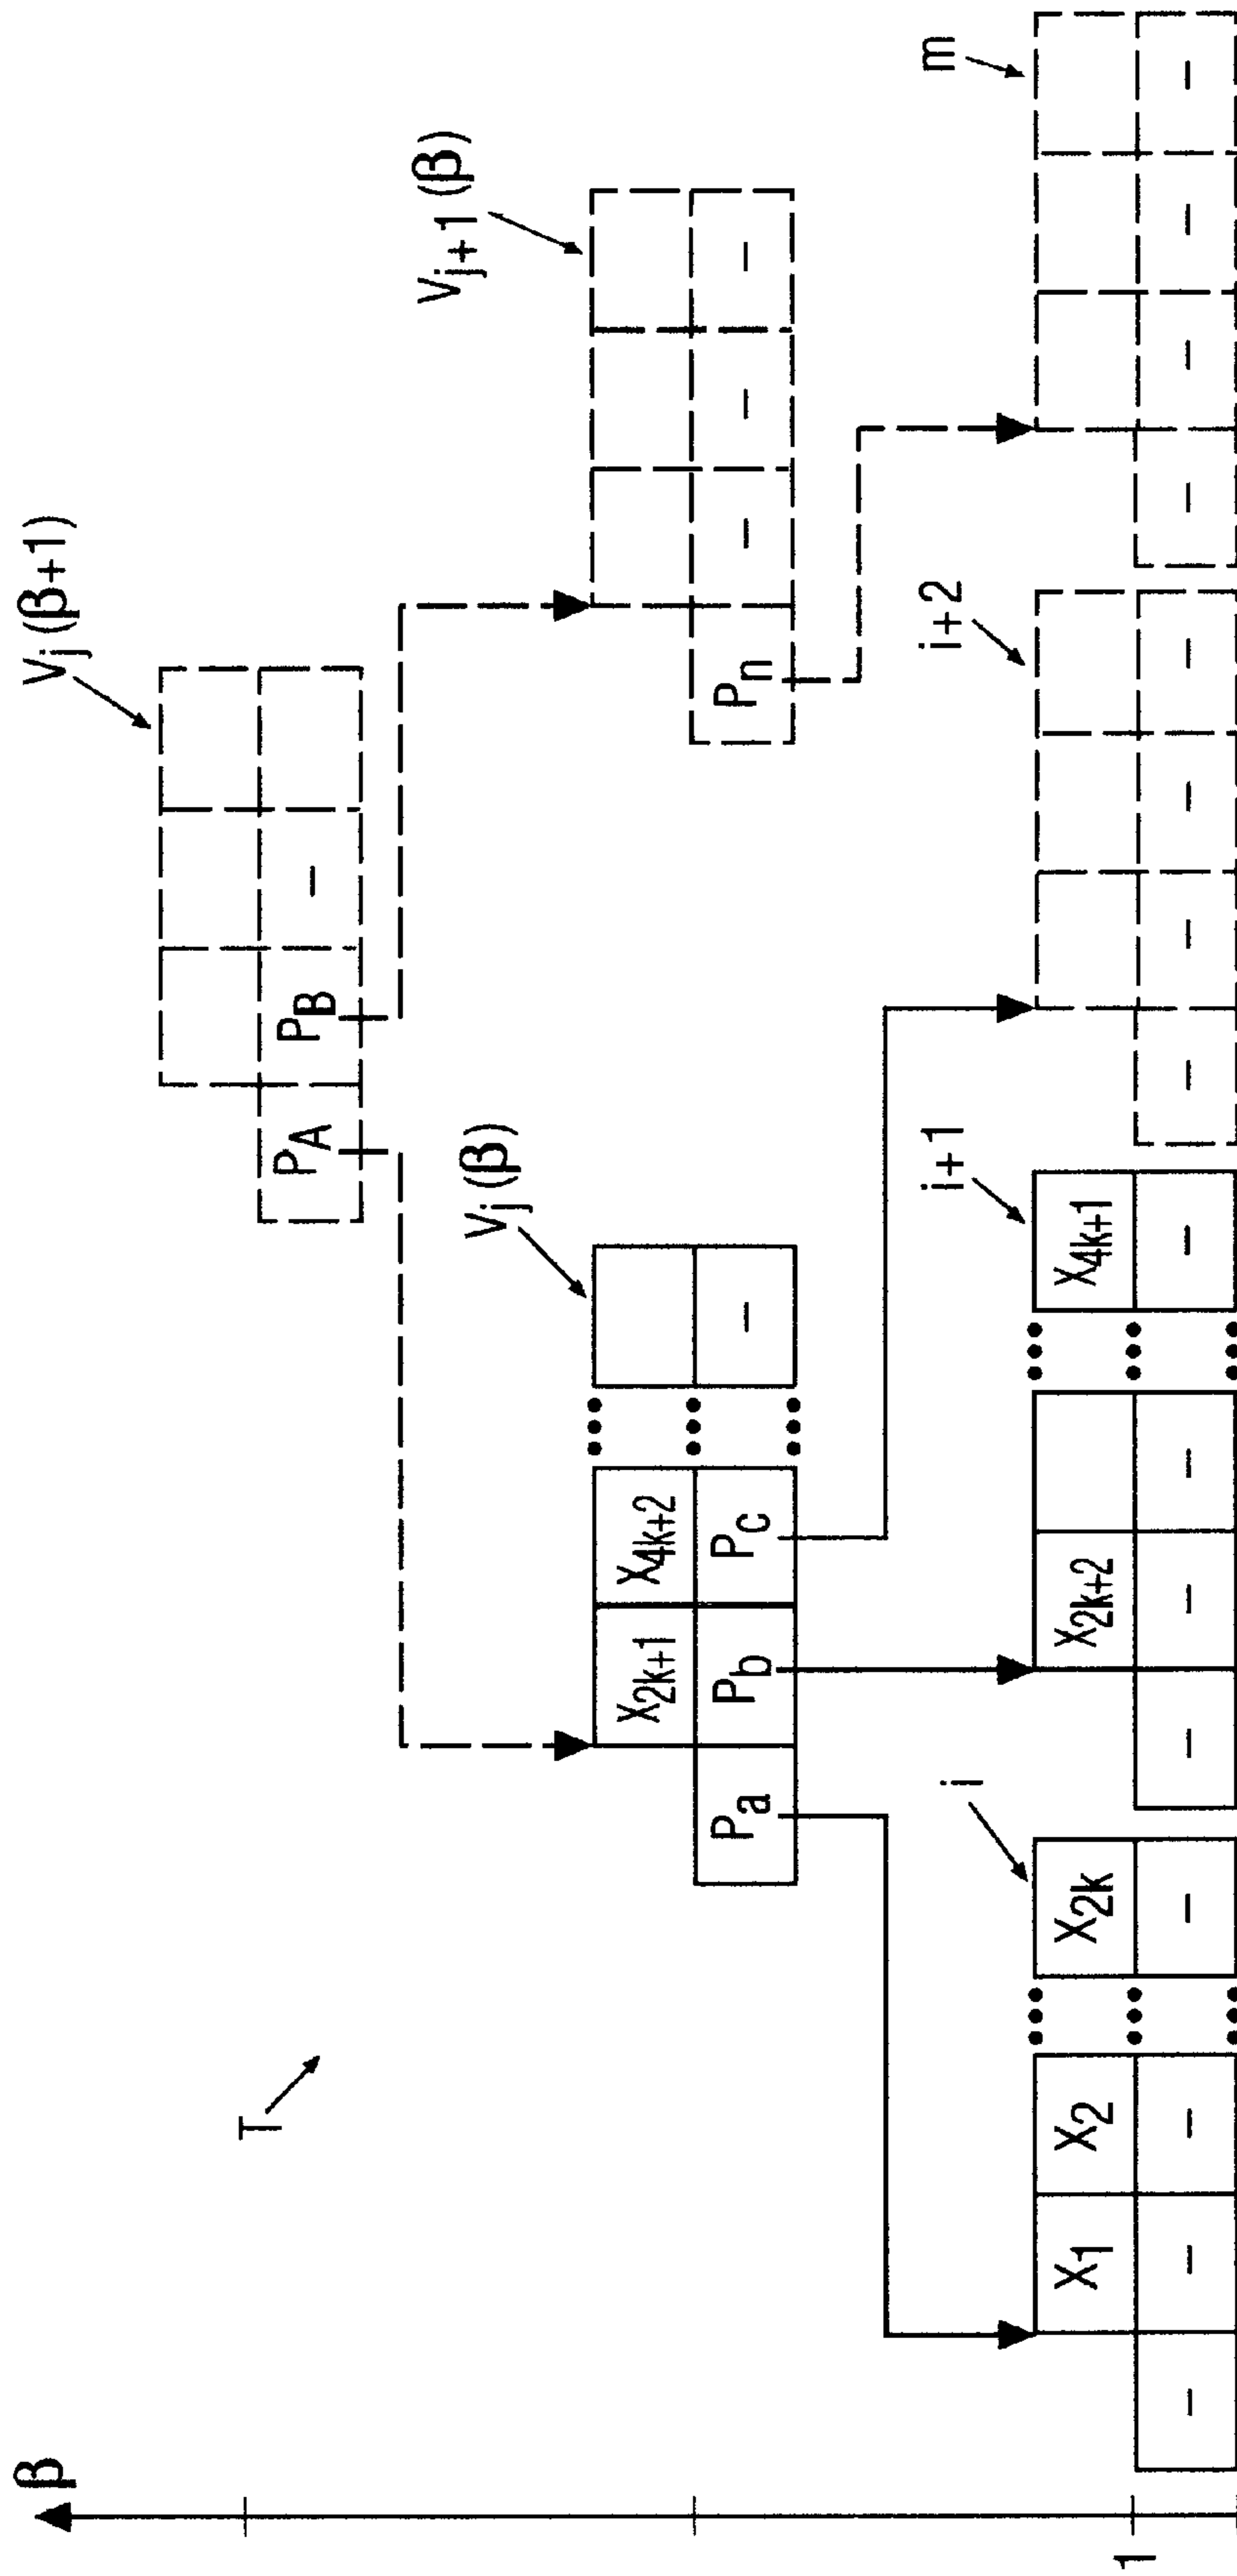 β
T
V_j (β+1)
P_A P_B –
V_j (β)
V_{j+1} (β)
X_{2k+1} X_{4k+2}
P_a P_b P_c –
P_n – – –
i
i+1
i+2
m
X_1 X_2 X_{2k}
X_{2k+2} X_{4k+1}
– – – –
– – – –
– – – –
– – – –
1